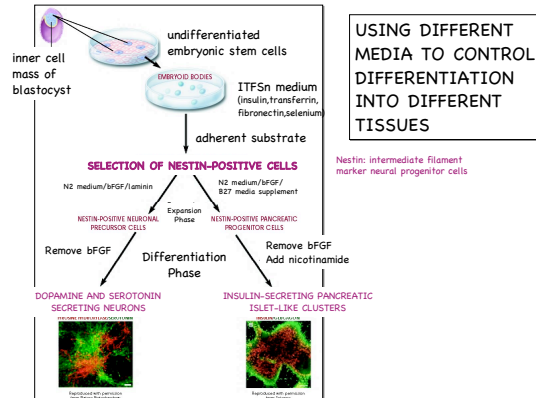 undifferentiated
embryonic stem cells
inner cell
mass of
blastocyst
EMBRYOID BODIES
ITFSn medium
(insulin,transferrin,
fibronectin,selenium)
adherent substrate
SELECTION OF NESTIN-POSITIVE CELLS
N2 medium/bFGF/laminin
N2 medium/bFGF/
B27 media supplement
Expansion
Phase
NESTIN-POSITIVE NEURONAL
PRECURSOR CELLS
NESTIN-POSITIVE PANCREATIC
PROGENITOR CELLS
Remove bFGF
Differentiation
Phase
Remove bFGF
Add nicotinamide
DOPAMINE AND SEROTONIN
SECRETING NEURONS
INSULIN-SECRETING PANCREATIC
ISLET-LIKE CLUSTERS
Reproduced with permission
Reproduced with permission
USING DIFFERENT
MEDIA TO CONTROL
DIFFERENTIATION
INTO DIFFERENT
TISSUES
Nestin: intermediate filament
marker neural progenitor cells